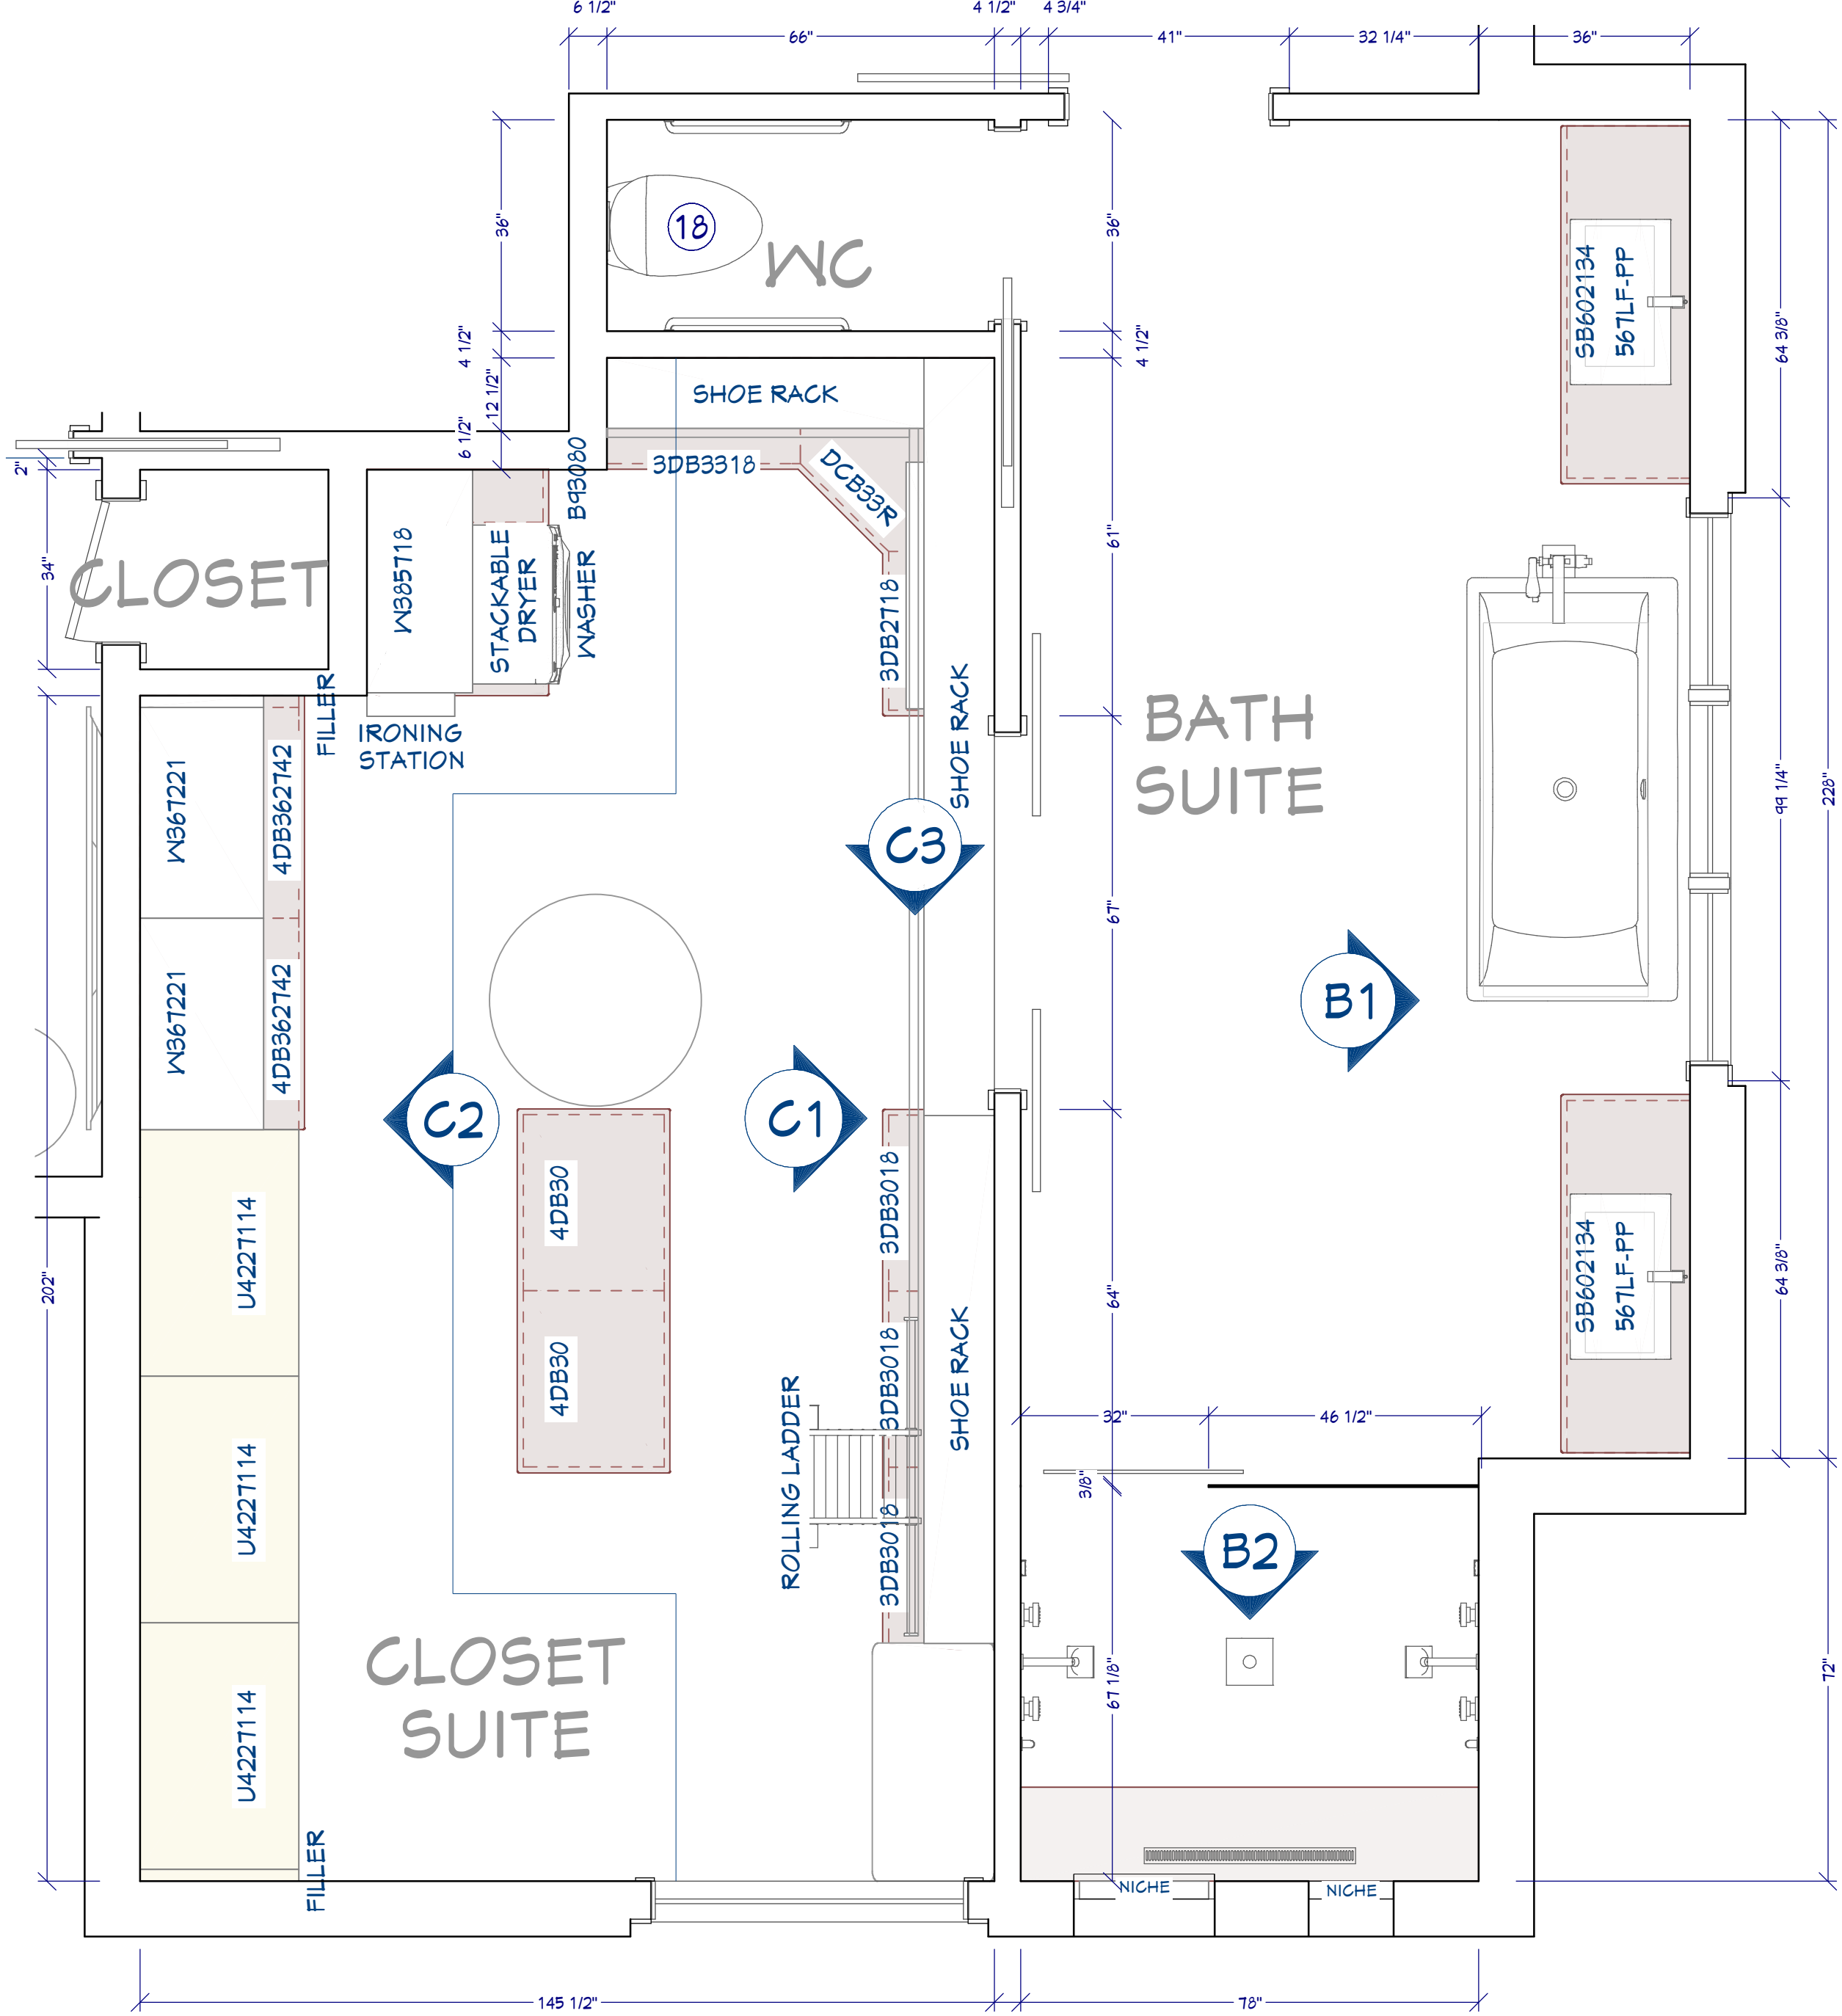 6 1/2"
4 1/2"
4 3/4"
66"
41"
32 1/4"
36"
36"
18
WC
36"
SB602134
567LF-PP
64 3/8"
4 1/2"
4 1/2"
12 1/2"
6 1/2"
SHOE RACK
2"
B93080
3DB3318
DCB33R
34"
CLOSET
W385718
STACKABLE
DRYER
WASHER
3DB2718
61"
SHOE RACK
FILLER
IRONING
STATION
BATH
SUITE
W367221
4DB362742
C3
99 1/4"
228"
67"
W367221
4DB362742
B1
C2
C1
4DB30
3DB3018
U4227114
202"
64"
SB602134
567LF-PP
64 3/8"
4DB30
3DB3018
SHOE RACK
ROLLING LADDER
32"
46 1/2"
3/8"
U4227114
3DB3018
B2
CLOSET
SUITE
67 1/8"
72"
U4227114
FILLER
NICHE
NICHE
145 1/2"
78"